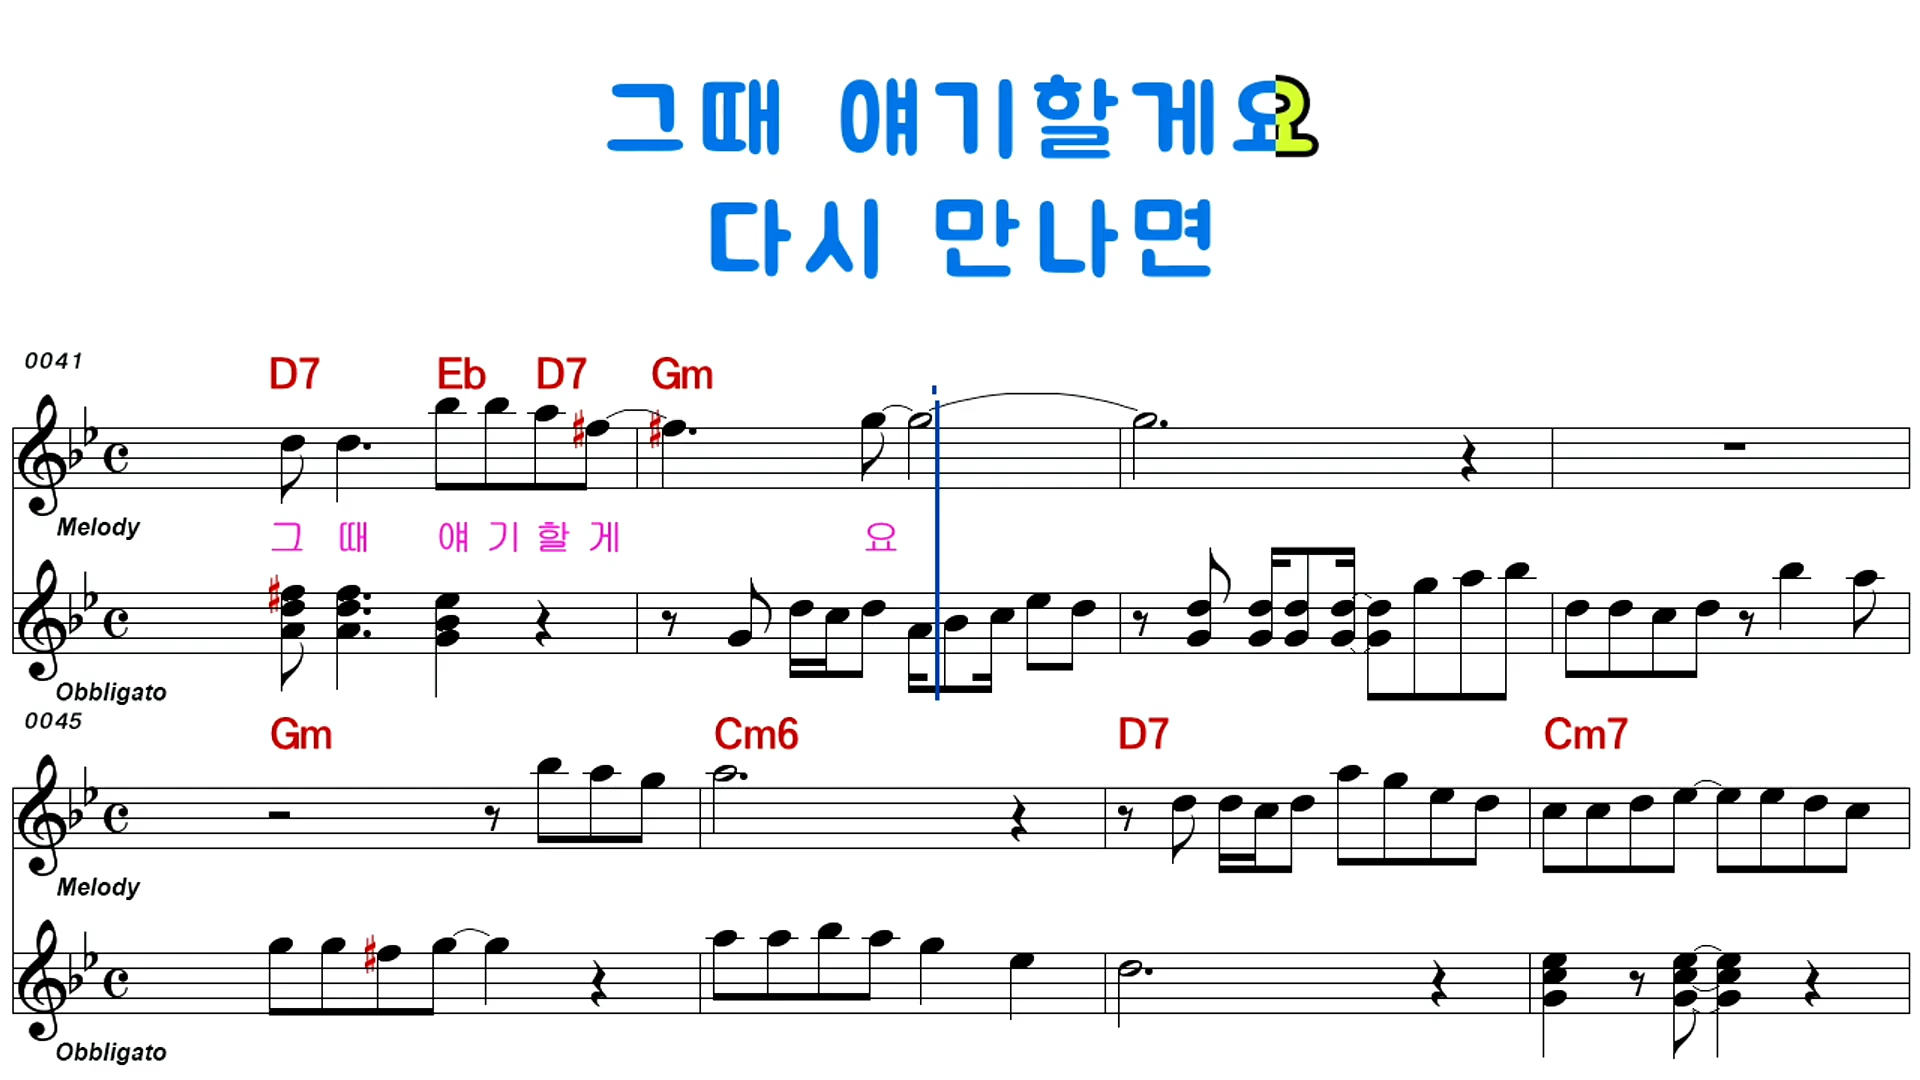 그때 얘기할게요
다시 만나면
0041
D7 Eb D7 Gm
Melody
그 때 얘 기 할 게 요
Obbligato
0045
Gm Cm6 D7 Cm7
Melody
Obbligato